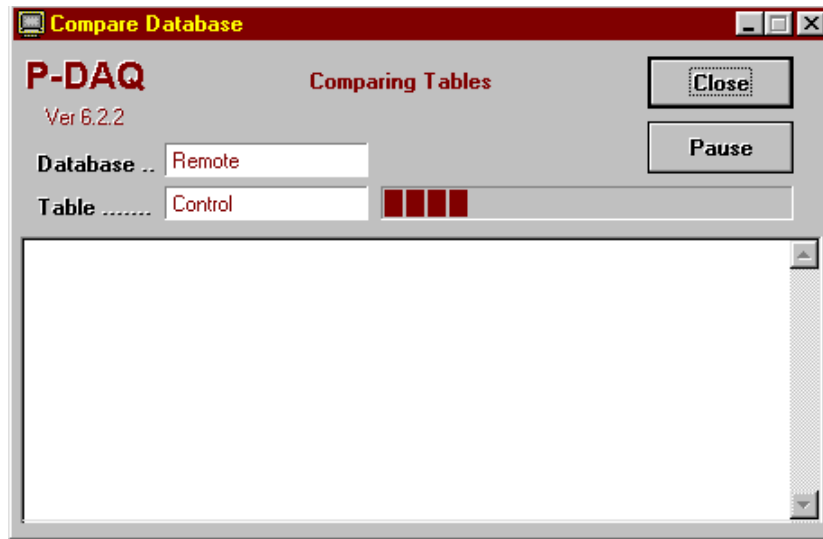 Compare Database
P-DAQ
Comparing Tables
Close
Ver 6.2.2
Pause
Database .. Remote
Table ....... Control